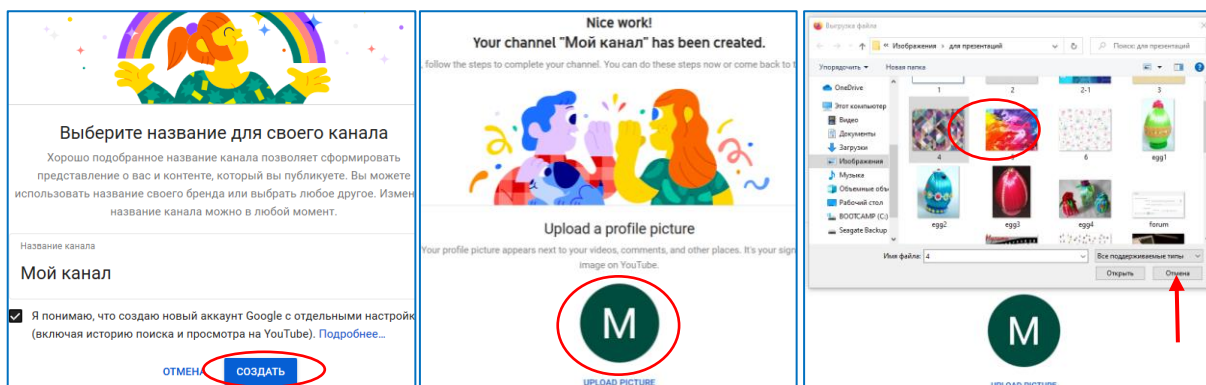 Выберите название для своего канала
Хорошо подобранное название канала позволяет сформировать
представление о вас и контенте, который вы публикуете. Вы можете
использовать название своего бренда или выбрать любое другое. Измен
название канала можно в любой момент.
Название канала
Мой канал
Я понимаю, что создаю новый аккаунт Google с отдельными настройк
(включая историю поиска и просмотра на YouTube). Подробнее…
ОТМЕНА СОЗДАТЬ
Nice work!
Your channel "Мой канал" has been created.
, follow the steps to complete your channel. You can do these steps now or come back to t
Upload a profile picture
Your profile picture appears next to your videos, comments, and other places. It's your sign
image on YouTube.
M
UPLOAD PICTURE
Выгрузка файла
« Изображения › для презентаций
Поиск: для презентаций
Упорядочить Новая папка
OneDrive
Этот компьютер
Видео
Документы
Загрузки
Изображения
Музыка
Объемные объ
Рабочий стол
BOOTCAMP (C:)
Seagate Backup
1 2 2-1 3
4 5 6 egg1
egg2 egg3 egg4 forum
Имя файла: 4
Все поддерживаемые типы
Открыть Отмена
M
UPLOAD PICTURE